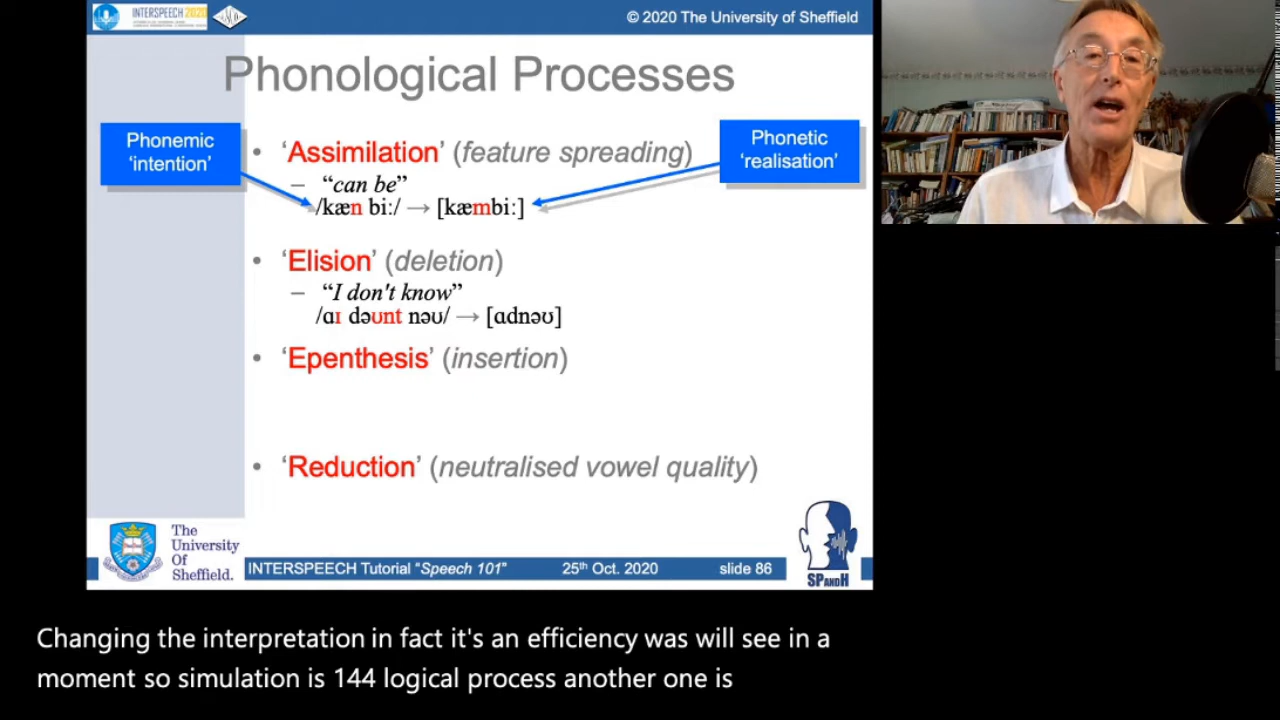 INTERSPEECH 2020
© 2020 The University of Sheffield
Phonological Processes
Phonemic
‘intention’
Phonetic
‘realisation’
• ‘Assimilation’ (feature spreading)
– “can be”
/kæn biː/ → [kæmbiː]
• ‘Elision’ (deletion)
– “I don't know”
/ɑɪ dəʊnt nəʊ/ → [ɑdnəʊ]
• ‘Epenthesis’ (insertion)
• ‘Reduction’ (neutralised vowel quality)
The
University
Of
Sheffield.
INTERSPEECH Tutorial "Speech 101" 25th Oct. 2020 slide 86
SPANDH
Changing the interpretation in fact it's an efficiency was will see in a
moment so simulation is 144 logical process another one is